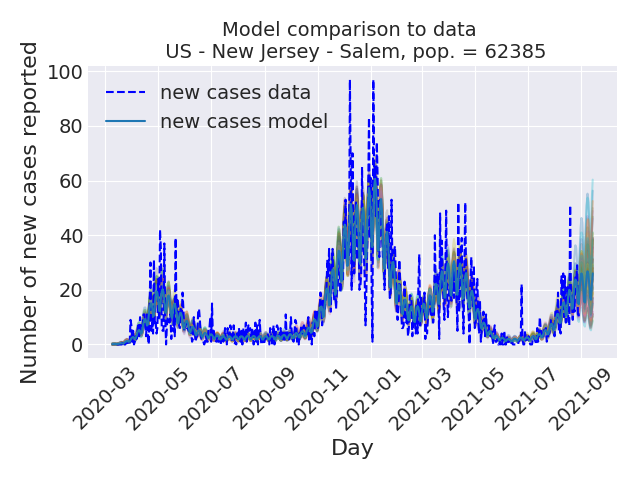 Model comparison to data
US - New Jersey - Salem, pop. = 62385
Number of new cases reported
100
80
60
40
20
0
new cases data
new cases model
2020-03
2020-05
2020-07
2020-09
2020-11
2021-01
2021-03
2021-05
2021-07
2021-09
Day